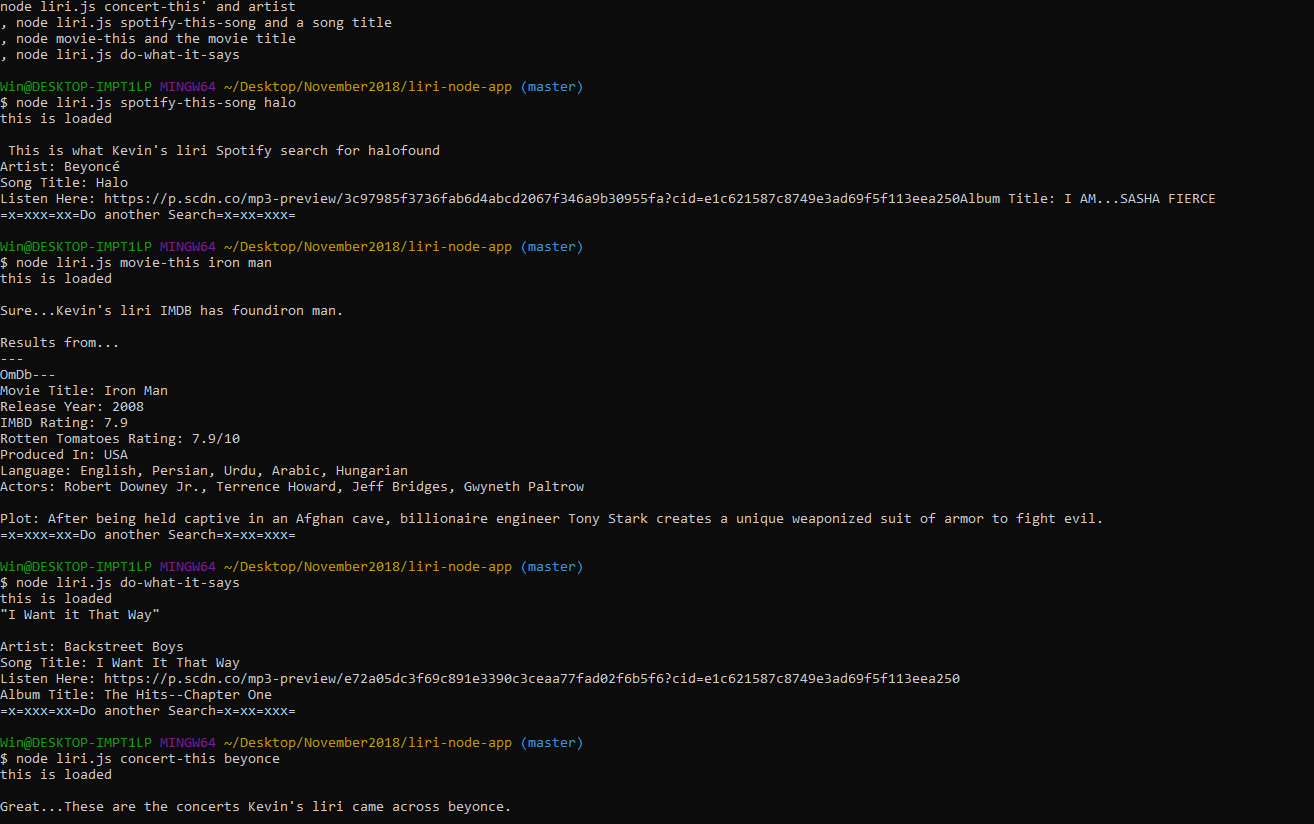 node liri.js concert-this' and artist
, node liri.js spotify-this-song and a song title
, node movie-this and the movie title
, node liri.js do-what-it-says
Win@DESKTOP-IMPT1LP MINGW64 ~/Desktop/November2018/liri-node-app (master)
$ node liri.js spotify-this-song halo
this is loaded
This is what Kevin's liri Spotify search for halofound
Artist: Beyoncé
Song Title: Halo
Listen Here: https://p.scdn.co/mp3-preview/3c97985f3736fab6d4abcd2067f346a9b30955fa?cid=e1c621587c8749e3ad69f5f113eea250Album Title: I AM...SASHA FIERCE
=x=xxx=xx=Do another Search=x=xx=xxx=
Win@DESKTOP-IMPT1LP MINGW64 ~/Desktop/November2018/liri-node-app (master)
$ node liri.js movie-this iron man
this is loaded
Sure...Kevin's liri IMDB has foundiron man.
Results from...
---
OmDb---
Movie Title: Iron Man
Release Year: 2008
IMBD Rating: 7.9
Rotten Tomatoes Rating: 7.9/10
Produced In: USA
Language: English, Persian, Urdu, Arabic, Hungarian
Actors: Robert Downey Jr., Terrence Howard, Jeff Bridges, Gwyneth Paltrow
Plot: After being held captive in an Afghan cave, billionaire engineer Tony Stark creates a unique weaponized suit of armor to fight evil.
=x=xxx=xx=Do another Search=x=xx=xxx=
Win@DESKTOP-IMPT1LP MINGW64 ~/Desktop/November2018/liri-node-app (master)
$ node liri.js do-what-it-says
this is loaded
"I Want it That Way"
Artist: Backstreet Boys
Song Title: I Want It That Way
Listen Here: https://p.scdn.co/mp3-preview/e72a05dc3f69c891e3390c3ceaa77fad02f6b5f6?cid=e1c621587c8749e3ad69f5f113eea250
Album Title: The Hits--Chapter One
=x=xxx=xx=Do another Search=x=xx=xxx=
Win@DESKTOP-IMPT1LP MINGW64 ~/Desktop/November2018/liri-node-app (master)
$ node liri.js concert-this beyonce
this is loaded
Great...These are the concerts Kevin's liri came across beyonce.